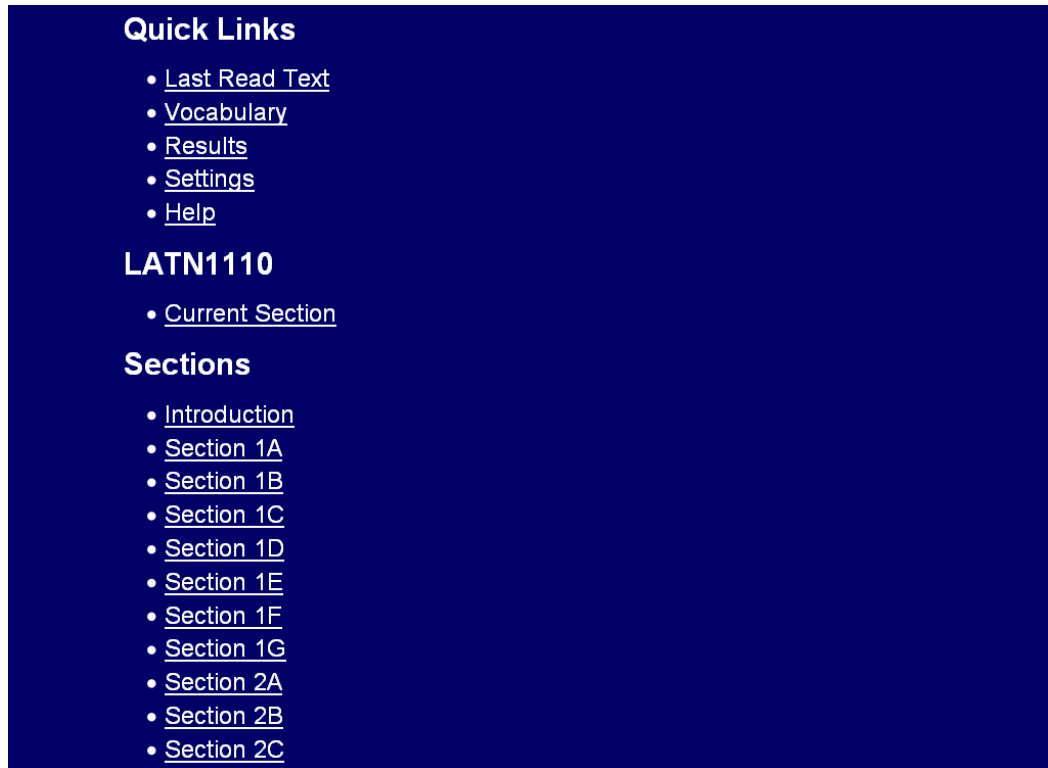 Quick Links
• Last Read Text
• Vocabulary
• Results
• Settings
• Help
LATN1110
• Current Section
Sections
• Introduction
• Section 1A
• Section 1B
• Section 1C
• Section 1D
• Section 1E
• Section 1F
• Section 1G
• Section 2A
• Section 2B
• Section 2C